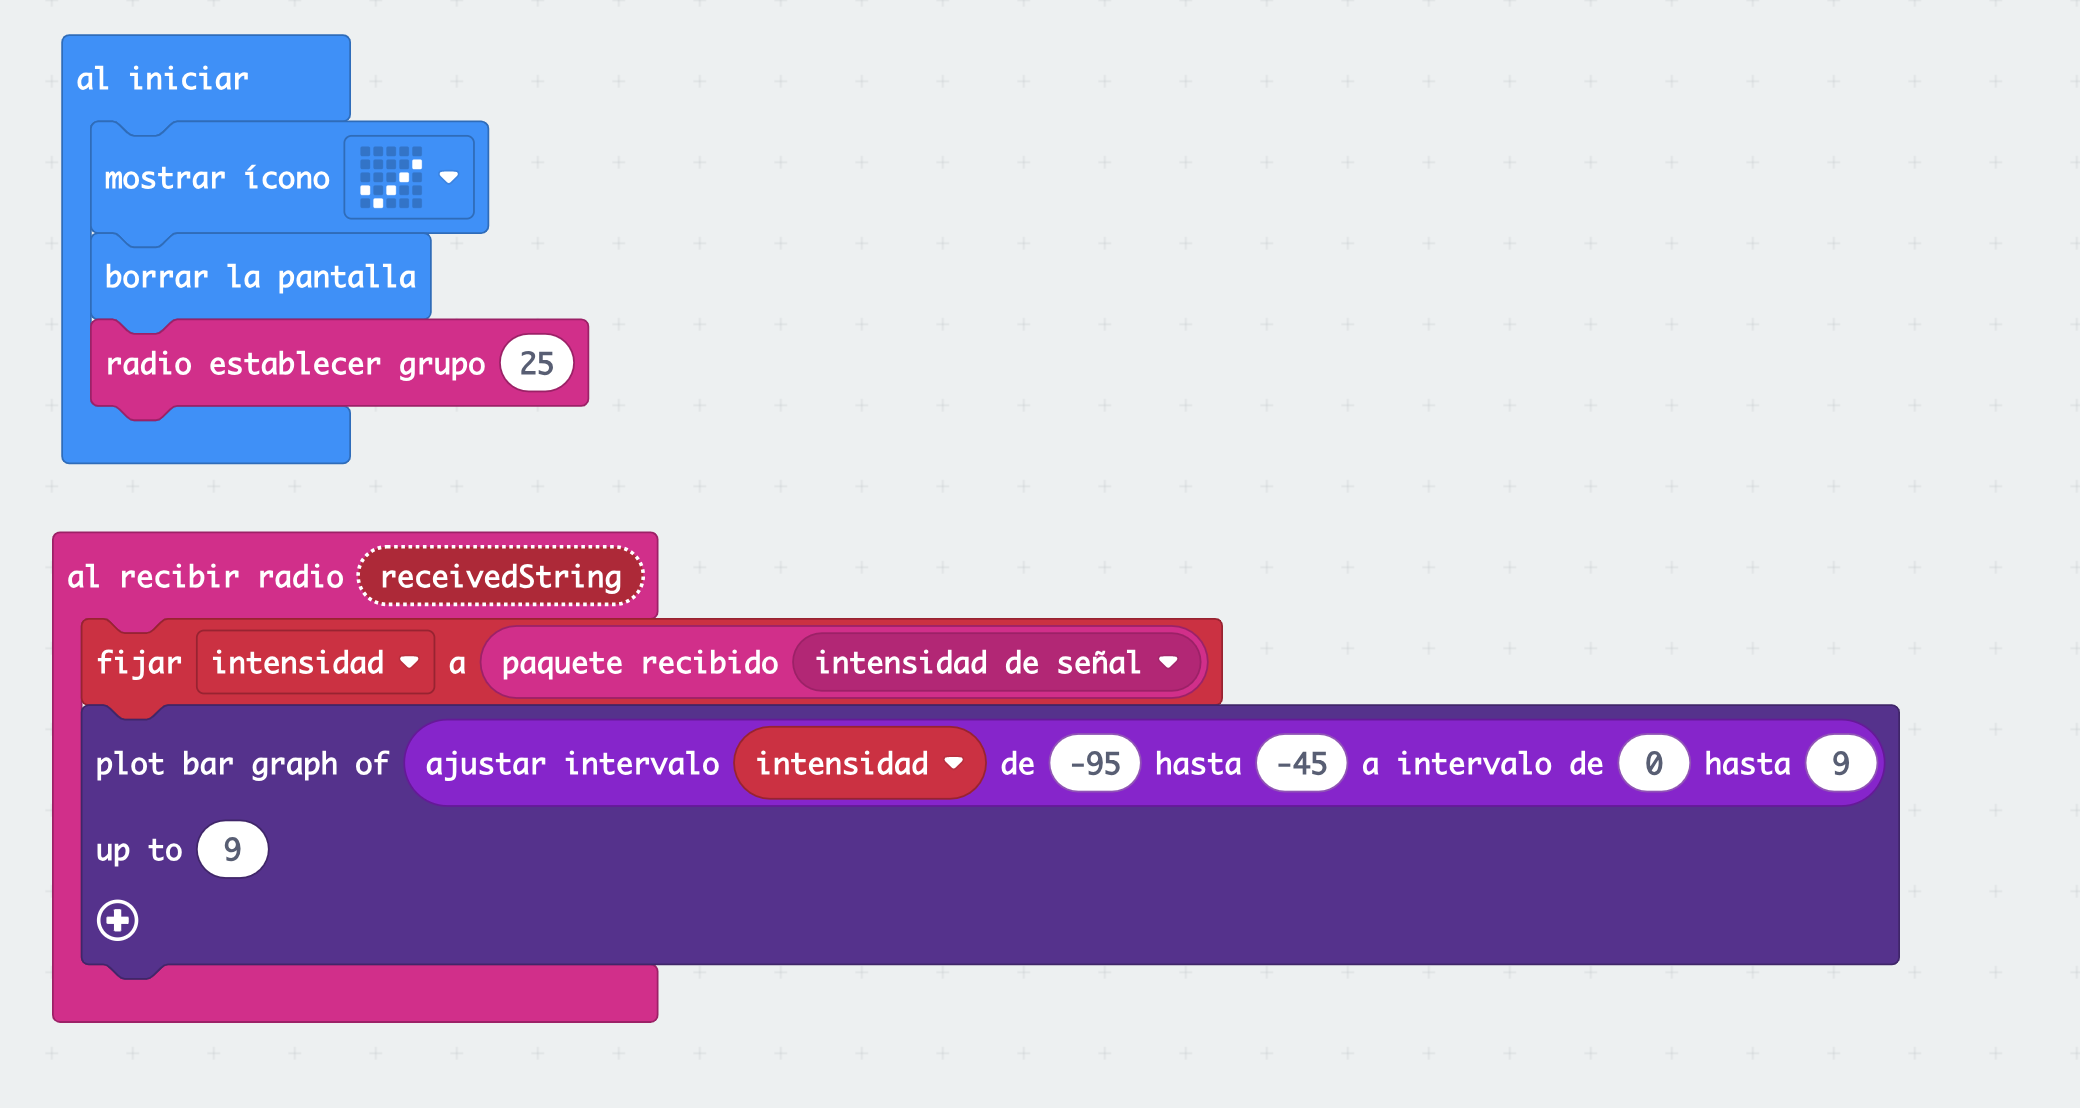 al iniciar
mostrar ícono
borrar la pantalla
radio establecer grupo 25
al recibir radio receivedString
fijar intensidad a paquete recibido intensidad de señal
plot bar graph of ajustar intervalo intensidad de -95 hasta -45 a intervalo de 0 hasta 9
up to 9